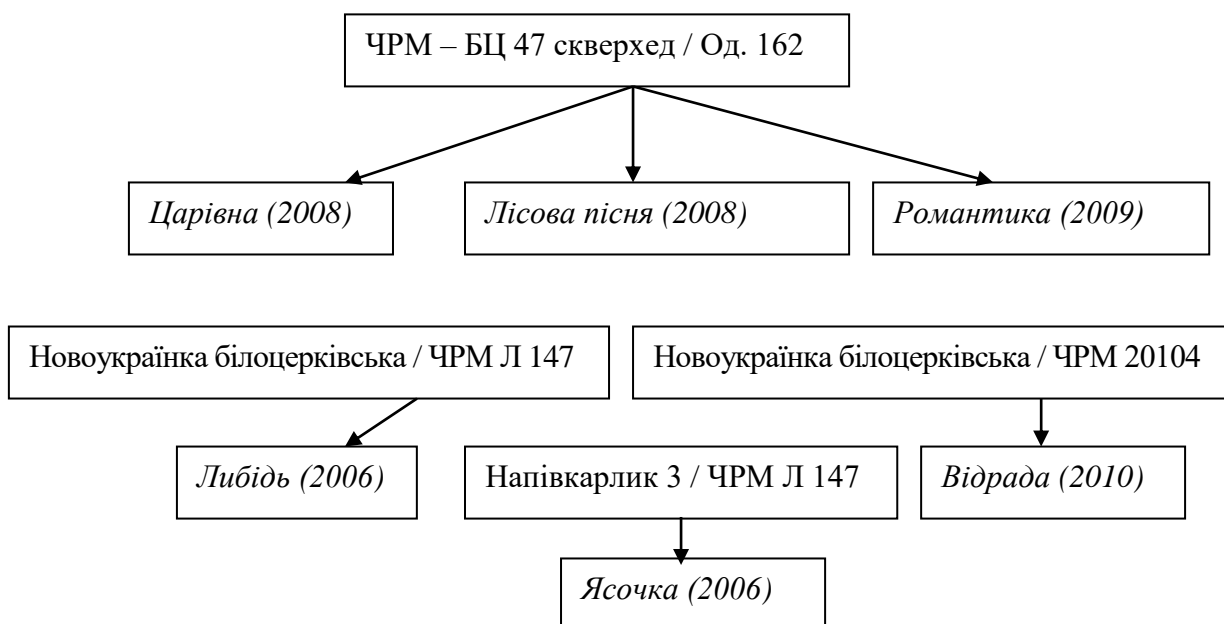 ЧРМ – БЦ 47 скверхед / Од. 162
Царівна (2008)
Лісова пісня (2008)
Романтика (2009)
Новоукраїнка білоцерківська / ЧРМ Л 147
Новоукраїнка білоцерківська / ЧРМ 20104
Либідь (2006)
Напівкарлик 3 / ЧРМ Л 147
Відрада (2010)
Ясочка (2006)